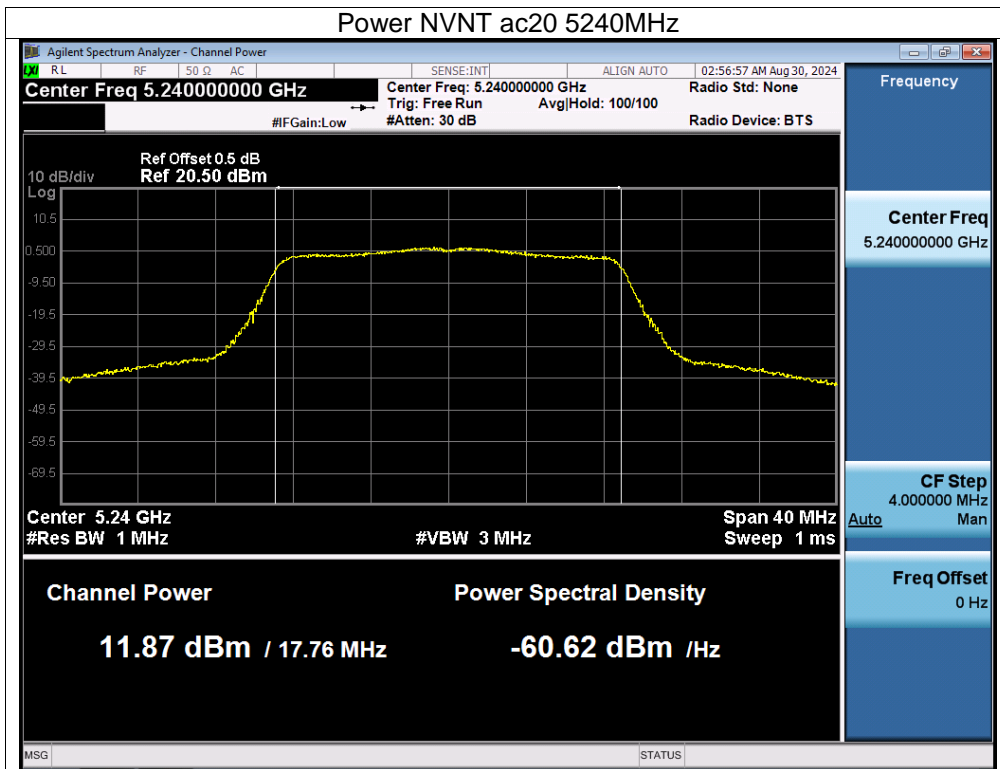 Power NVNT ac20 5240MHz
Agilent Spectrum Analyzer - Channel Power
LXI RL RF 50 Ω AC SENSE:INT ALIGN AUTO 02:56:57 AM Aug 30, 2024
Center Freq 5.240000000 GHz
Center Freq: 5.240000000 GHz Radio Std: None
Trig: Free Run Avg|Hold: 100/100
#IFGain:Low #Atten: 30 dB Radio Device: BTS
Frequency
Ref Offset 0.5 dB
10 dB/div Ref 20.50 dBm
Log
10.5
0.500
-9.50
-19.5
-29.5
-39.5
-49.5
-59.5
-69.5
Center Freq
5.240000000 GHz
CF Step
4.000000 MHz
Auto Man
Freq Offset
0 Hz
Center 5.24 GHz Span 40 MHz
#Res BW 1 MHz #VBW 3 MHz Sweep 1 ms
Channel Power Power Spectral Density
11.87 dBm / 17.76 MHz -60.62 dBm /Hz
MSG STATUS